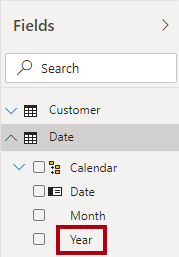 Fields
Search
Customer
Date
Calendar
Date
Month
Year